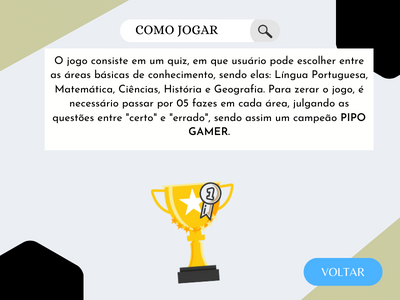 COMO JOGAR
O jogo consiste em um quiz, em que usuário pode escolher entre
as áreas básicas de conhecimento, sendo elas: Língua Portuguesa,
Matemática, Ciências, História e Geografia. Para zerar o jogo, é
necessário passar por 05 fazes em cada área, julgando as
questões entre "certo" e "errado", sendo assim um campeão PIPO
GAMER.
1
VOLTAR